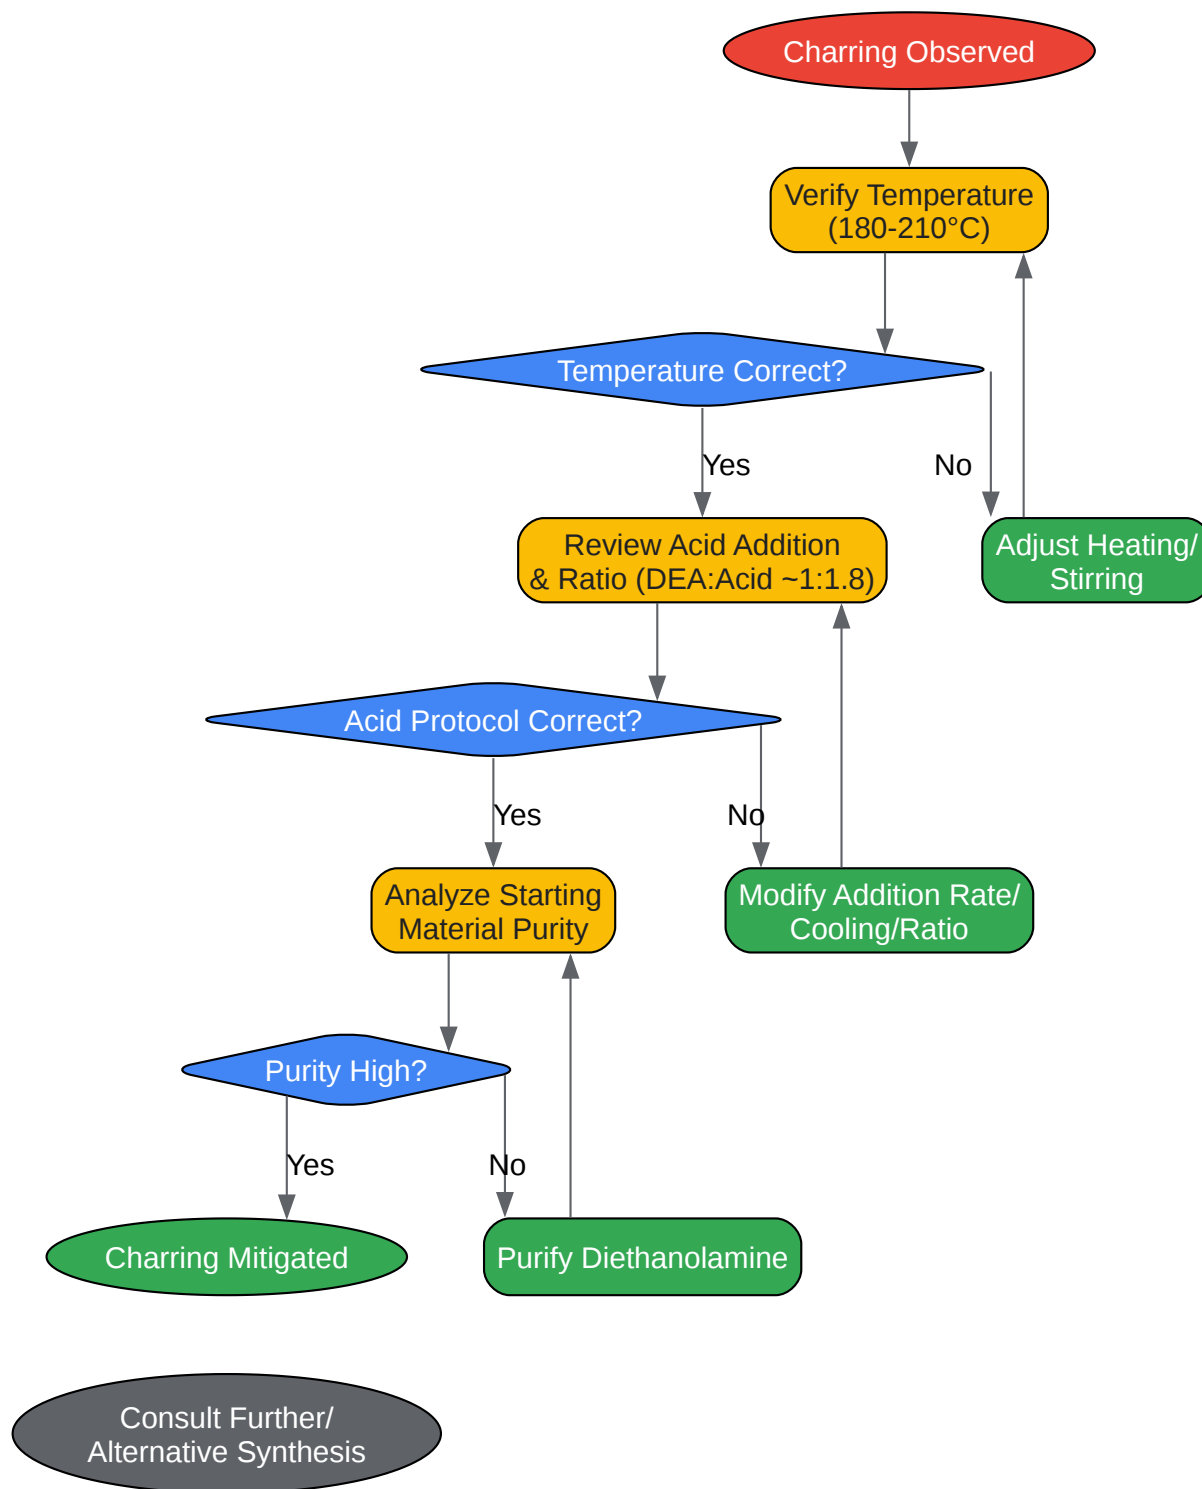 Charring Observed
Verify Temperature
(180-210°C)
Temperature Correct?
Yes
No
Review Acid Addition
& Ratio (DEA:Acid ~1:1.8)
Adjust Heating/
Stirring
Acid Protocol Correct?
Yes
No
Analyze Starting
Material Purity
Modify Addition Rate/
Cooling/Ratio
Purity High?
Yes
No
Charring Mitigated
Purify Diethanolamine
Consult Further/
Alternative Synthesis